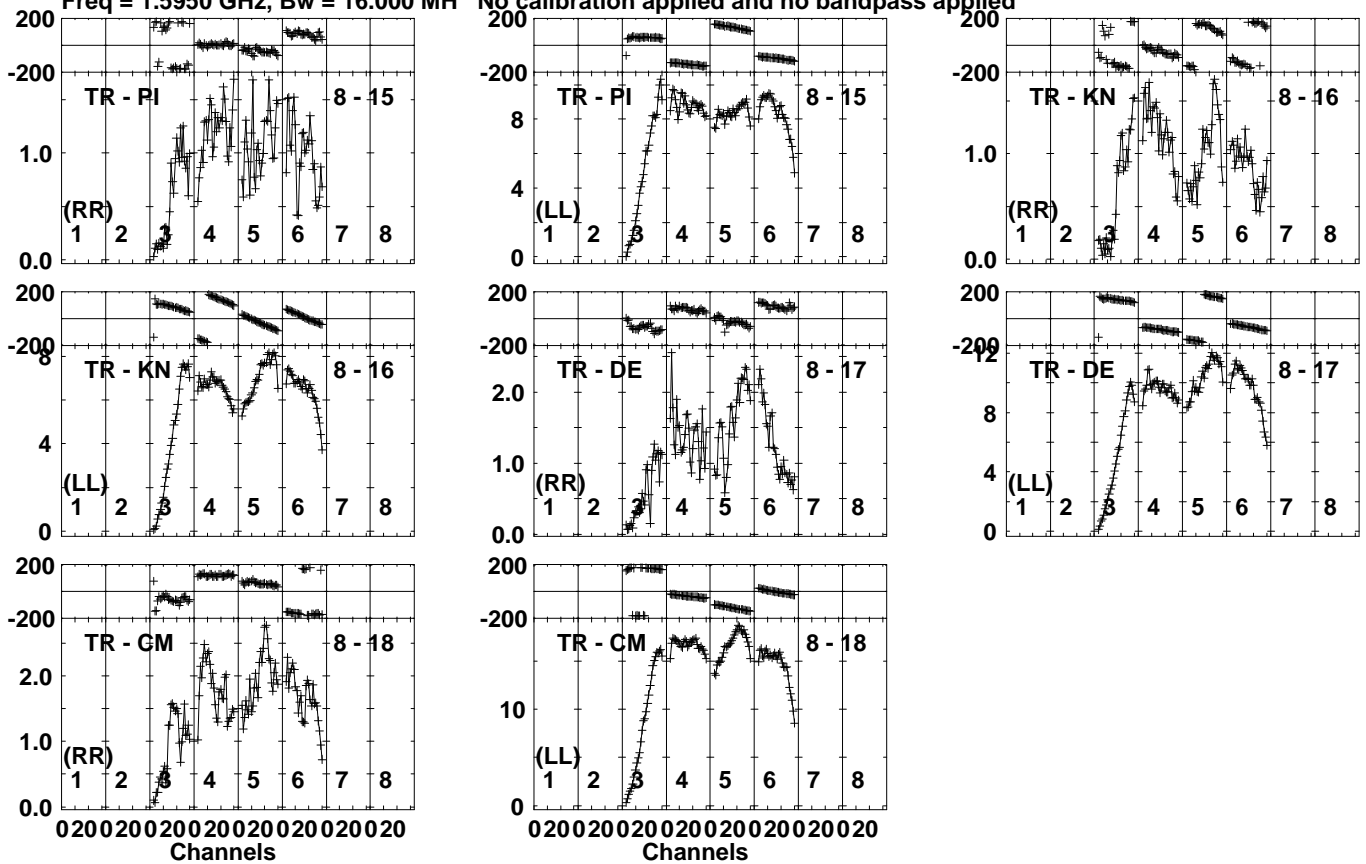 Freq = 1.5950 GHz, Bw = 16.000 MH No calibration applied and no bandpass applied
200 200 200
-200 -200 -200
TR - PI 8 - 15 TR - PI 8 - 15 TR - KN 8 - 16
8
1.0 1.0
4
(RR) (LL) (RR)
1 2 3 4 5 6 7 8 1 2 3 4 5 6 7 8 1 2 3 4 5 6 7 8
0.0 0 0.0
200 200 200
-200 -200 -200
8 12
TR - KN 8 - 16 TR - DE 8 - 17 TR - DE 8 - 17
2.0
8
4
1.0
4
(LL) (RR) (LL)
1 2 3 4 5 6 7 8 1 2 3 4 5 6 7 8 1 2 3 4 5 6 7 8
0 0.0 0
200 200
-200 -200
TR - CM 8 - 18 TR - CM 8 - 18
2.0
10
1.0
(RR) (LL)
1 2 3 4 5 6 7 8 1 2 3 4 5 6 7 8
0.0 0
0 20 0 20 0 20 0 20 0 20 0 20 0 20 0 20 0 20 0 20 0 20 0 20 0 20 0 20 0 20 0 20
Channels Channels